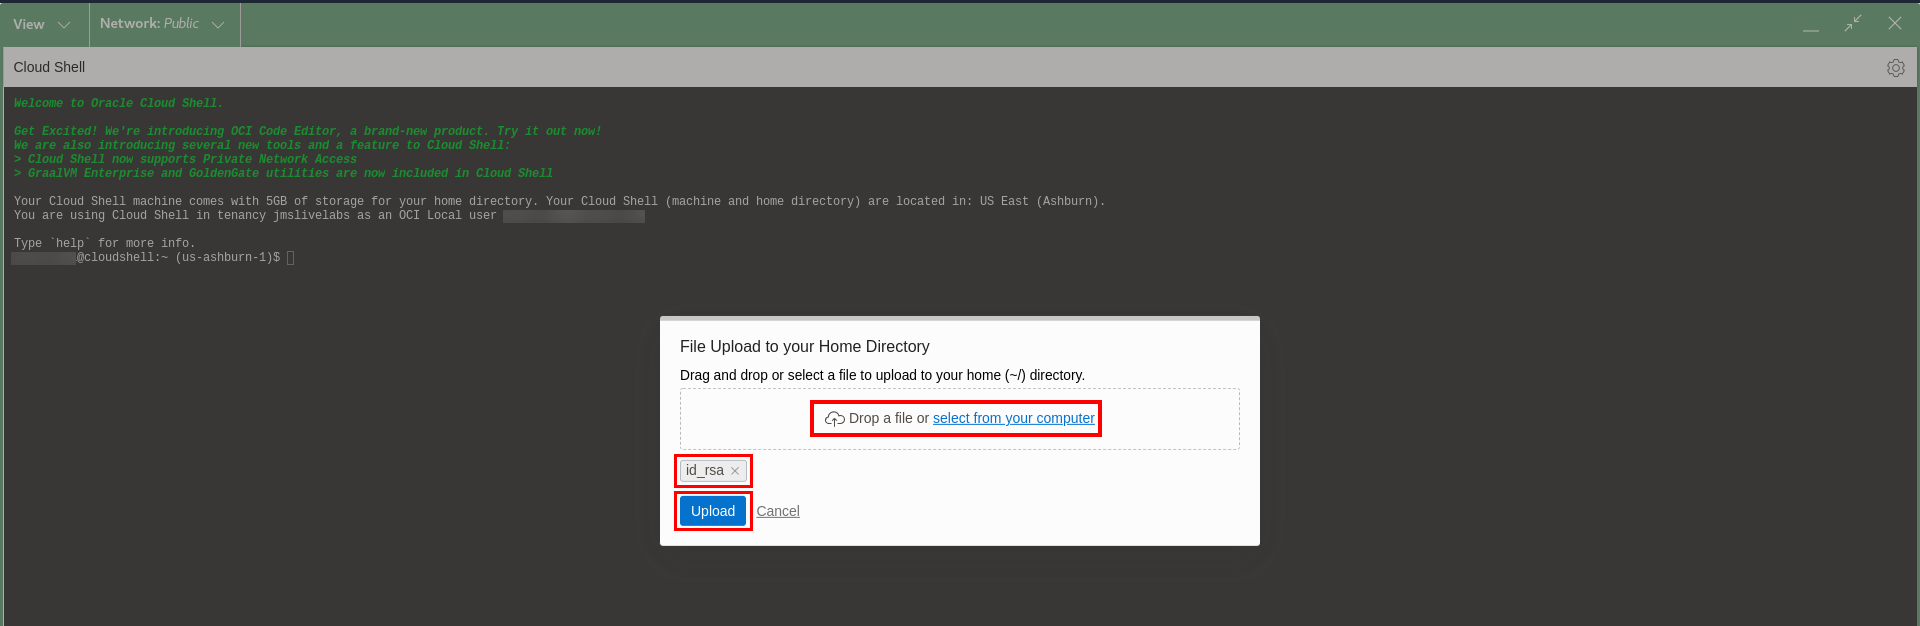 View
Network: Public
Cloud Shell
Welcome to Oracle Cloud Shell.
Get Excited! We're introducing OCI Code Editor, a brand-new product. Try it out now!
We are also introducing several new tools and a feature to Cloud Shell:
> Cloud Shell now supports Private Network Access
> GraalVM Enterprise and GoldenGate utilities are now included in Cloud Shell
Your Cloud Shell machine comes with 5GB of storage for your home directory. Your Cloud Shell (machine and home directory) are located in: US East (Ashburn).
You are using Cloud Shell in tenancy jmslivelabs as an OCI Local user
Type `help` for more info.
@cloudshell:~ (us-ashburn-1)$
File Upload to your Home Directory
Drag and drop or select a file to upload to your home (~/) directory.
Drop a file or select from your computer
id_rsa
Upload Cancel